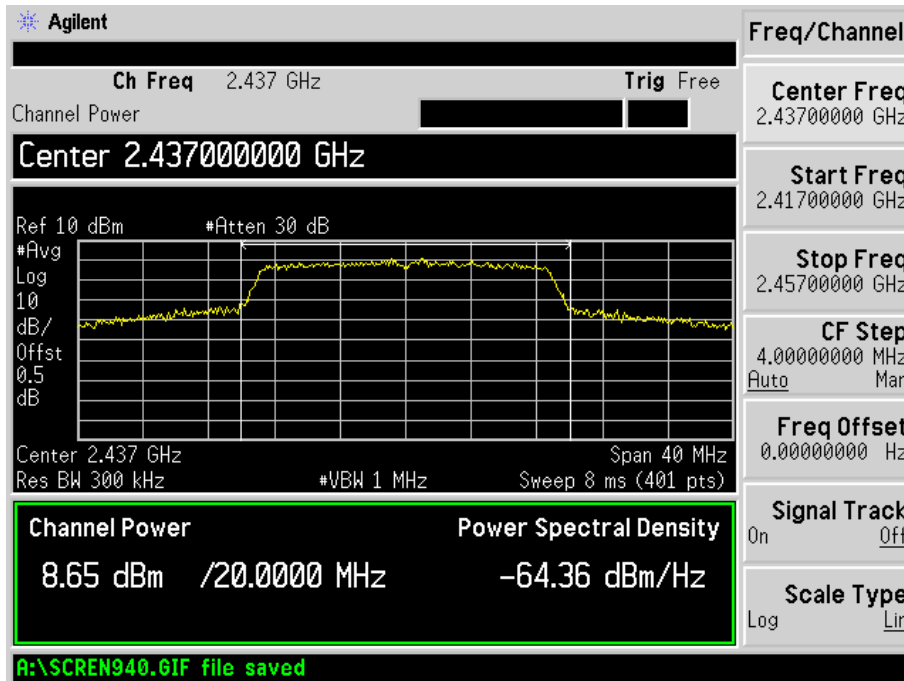 Agilent
Freq/Channel
Ch Freq 2.437 GHz Trig Free
Channel Power
Center 2.437000000 GHz
Ref 10 dBm #Atten 30 dB
#Avg
Log
10
dB/
Offst
0.5
dB
Center 2.437 GHz Span 40 MHz
Res BW 300 kHz #VBW 1 MHz Sweep 8 ms (401 pts)
Channel Power Power Spectral Density
8.65 dBm /20.0000 MHz -64.36 dBm/Hz
A:\SCREN940.GIF file saved
Center Freq
2.43700000 GHz
Start Freq
2.41700000 GHz
Stop Freq
2.45700000 GHz
CF Step
4.00000000 MHz
Auto Man
Freq Offset
0.00000000 Hz
Signal Track
On Off
Scale Type
Log Lin